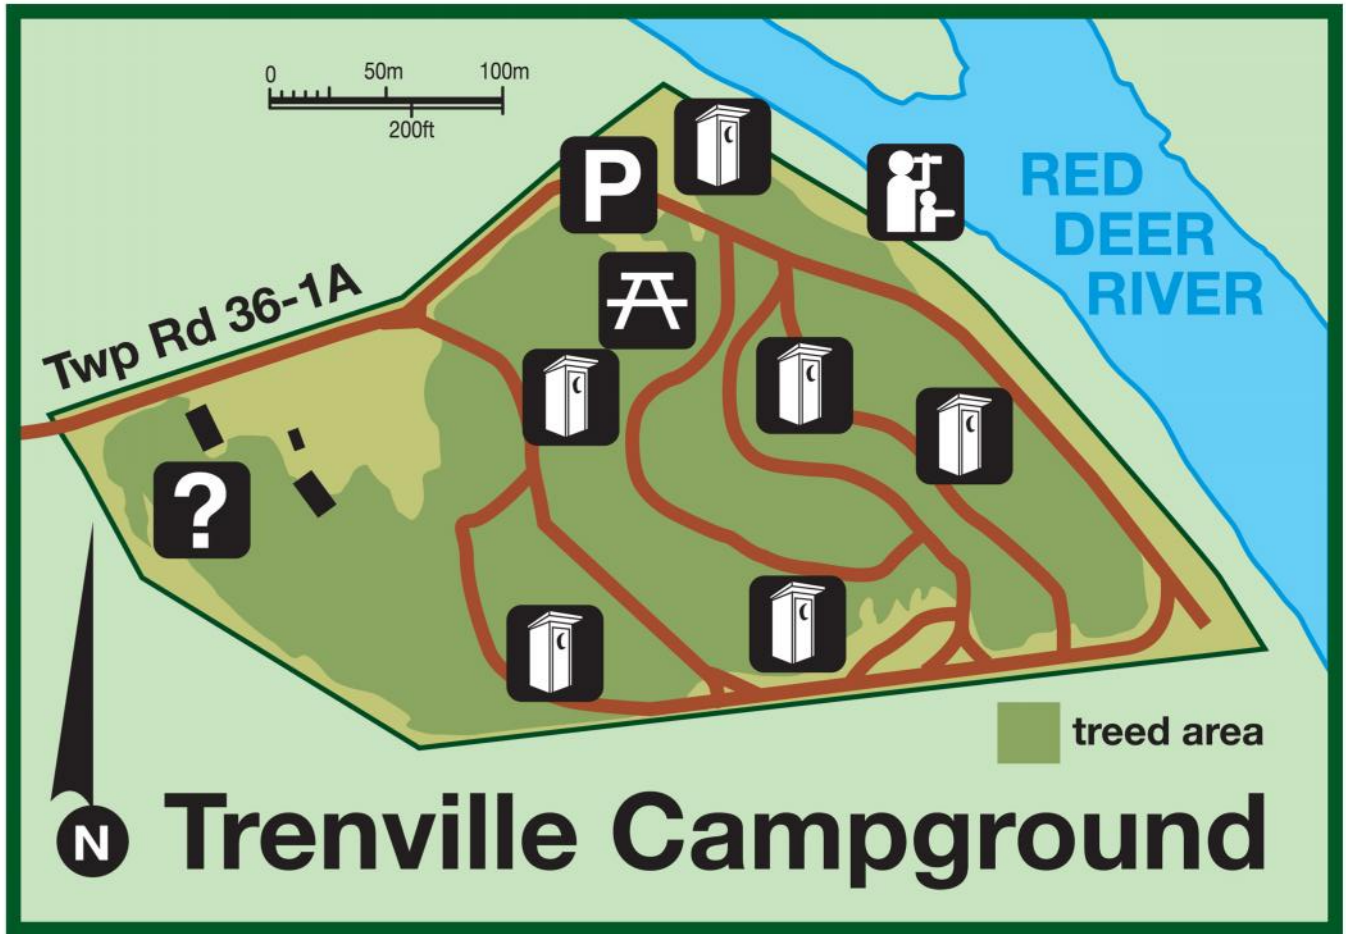 0 50m 100m
200ft
P
RED
DEER
RIVER
Twp Rd 36-1A
?
treed area
N
Trenville Campground